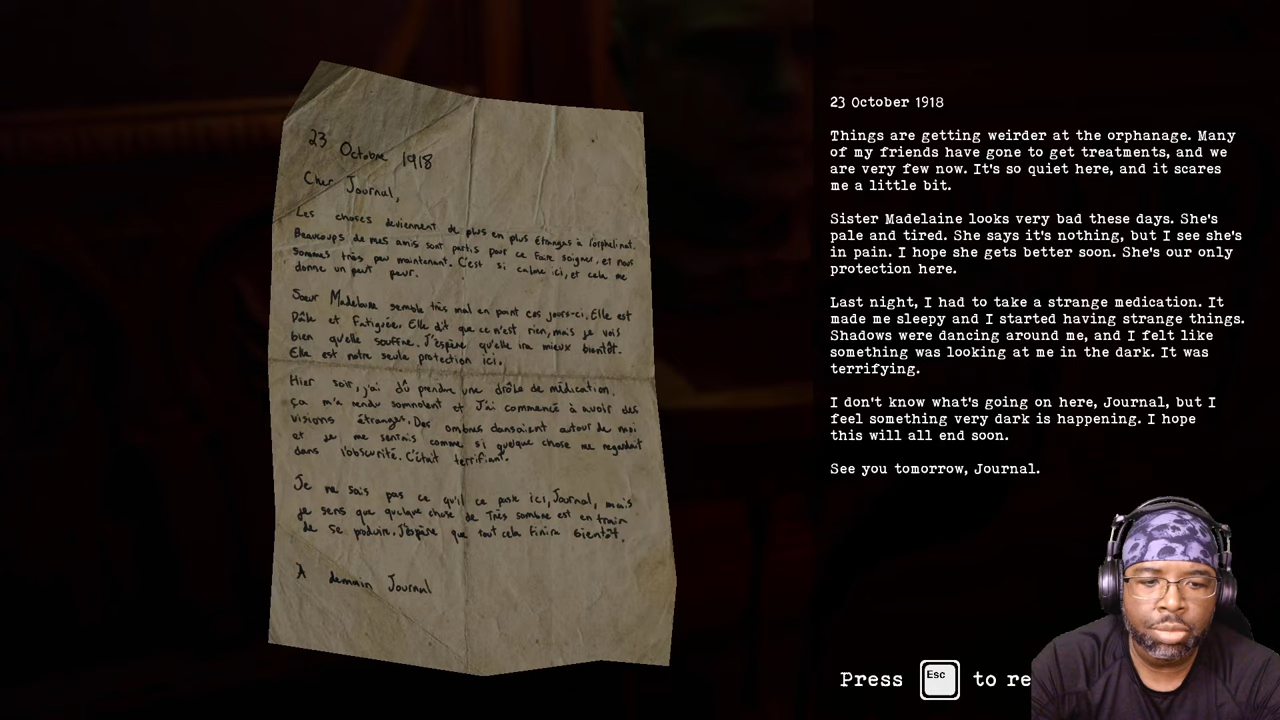 23 Octobre 1918
Cher Journal,
Les choses deviennent de plus en plus étranges à l'orphelinat.
Beaucoups de mes amis sont partis pour ce faire soigner, et nous
sommes très peu maintenant. C'est si calme ici, et cela me
donne un peut peur.
Sœur Madelaine semble très mal en point ces jours-ci. Elle est
Pâle et Fatiguée. Elle dit que ce n'est rien, mais je vois
bien qu'elle souffre. J'espère qu'elle ira mieux bientôt.
Elle est notre seule protection ici.
Hier soir, j'ai dû prendre une drôle de médication.
ça m'a rendu somnolent et J'ai commencé à avoir des
visions étranges. Des ombres dansaient autour de moi
et je me sentais comme si quelque chose me regardait
dans l'obscurité. C'était terrifiant.
Je ne sais pas ce qu'il ce passe ici, Journal, mais
je sens que quelque chose de Très sombre est en train
de se produire. J'espère que tout cela finira bientôt.
A demain Journal
23 October 1918
Things are getting weirder at the orphanage. Many
of my friends have gone to get treatments, and we
are very few now. It's so quiet here, and it scares
me a little bit.
Sister Madelaine looks very bad these days. She's
pale and tired. She says it's nothing, but I see she's
in pain. I hope she gets better soon. She's our only
protection here.
Last night, I had to take a strange medication. It
made me sleepy and I started having strange things.
Shadows were dancing around me, and I felt like
something was looking at me in the dark. It was
terrifying.
I don't know what's going on here, Journal, but I
feel something very dark is happening. I hope
this will all end soon.
See you tomorrow, Journal.
Press Esc to re